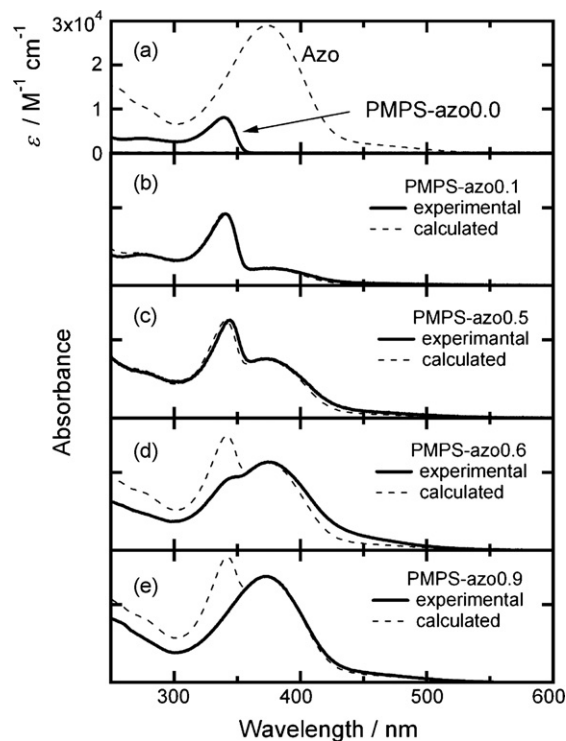 3x10⁴
2
1
0
ε / M⁻¹ cm⁻¹
(a)
Azo
PMPS-azo0.0
(b)
PMPS-azo0.1
experimental
calculated
(c)
PMPS-azo0.5
experimantal
calculated
Absorbance
(d)
PMPS-azo0.6
experimental
calculated
(e)
PMPS-azo0.9
experimental
calculated
300
400
500
600
Wavelength / nm